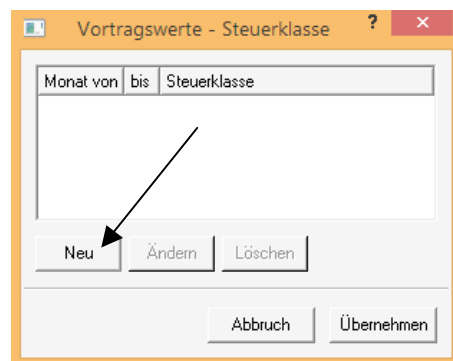 Vortragswerte - Steuerklasse ? ×
Monat von bis Steuerklasse
Neu Ändern Löschen
Abbruch Übernehmen